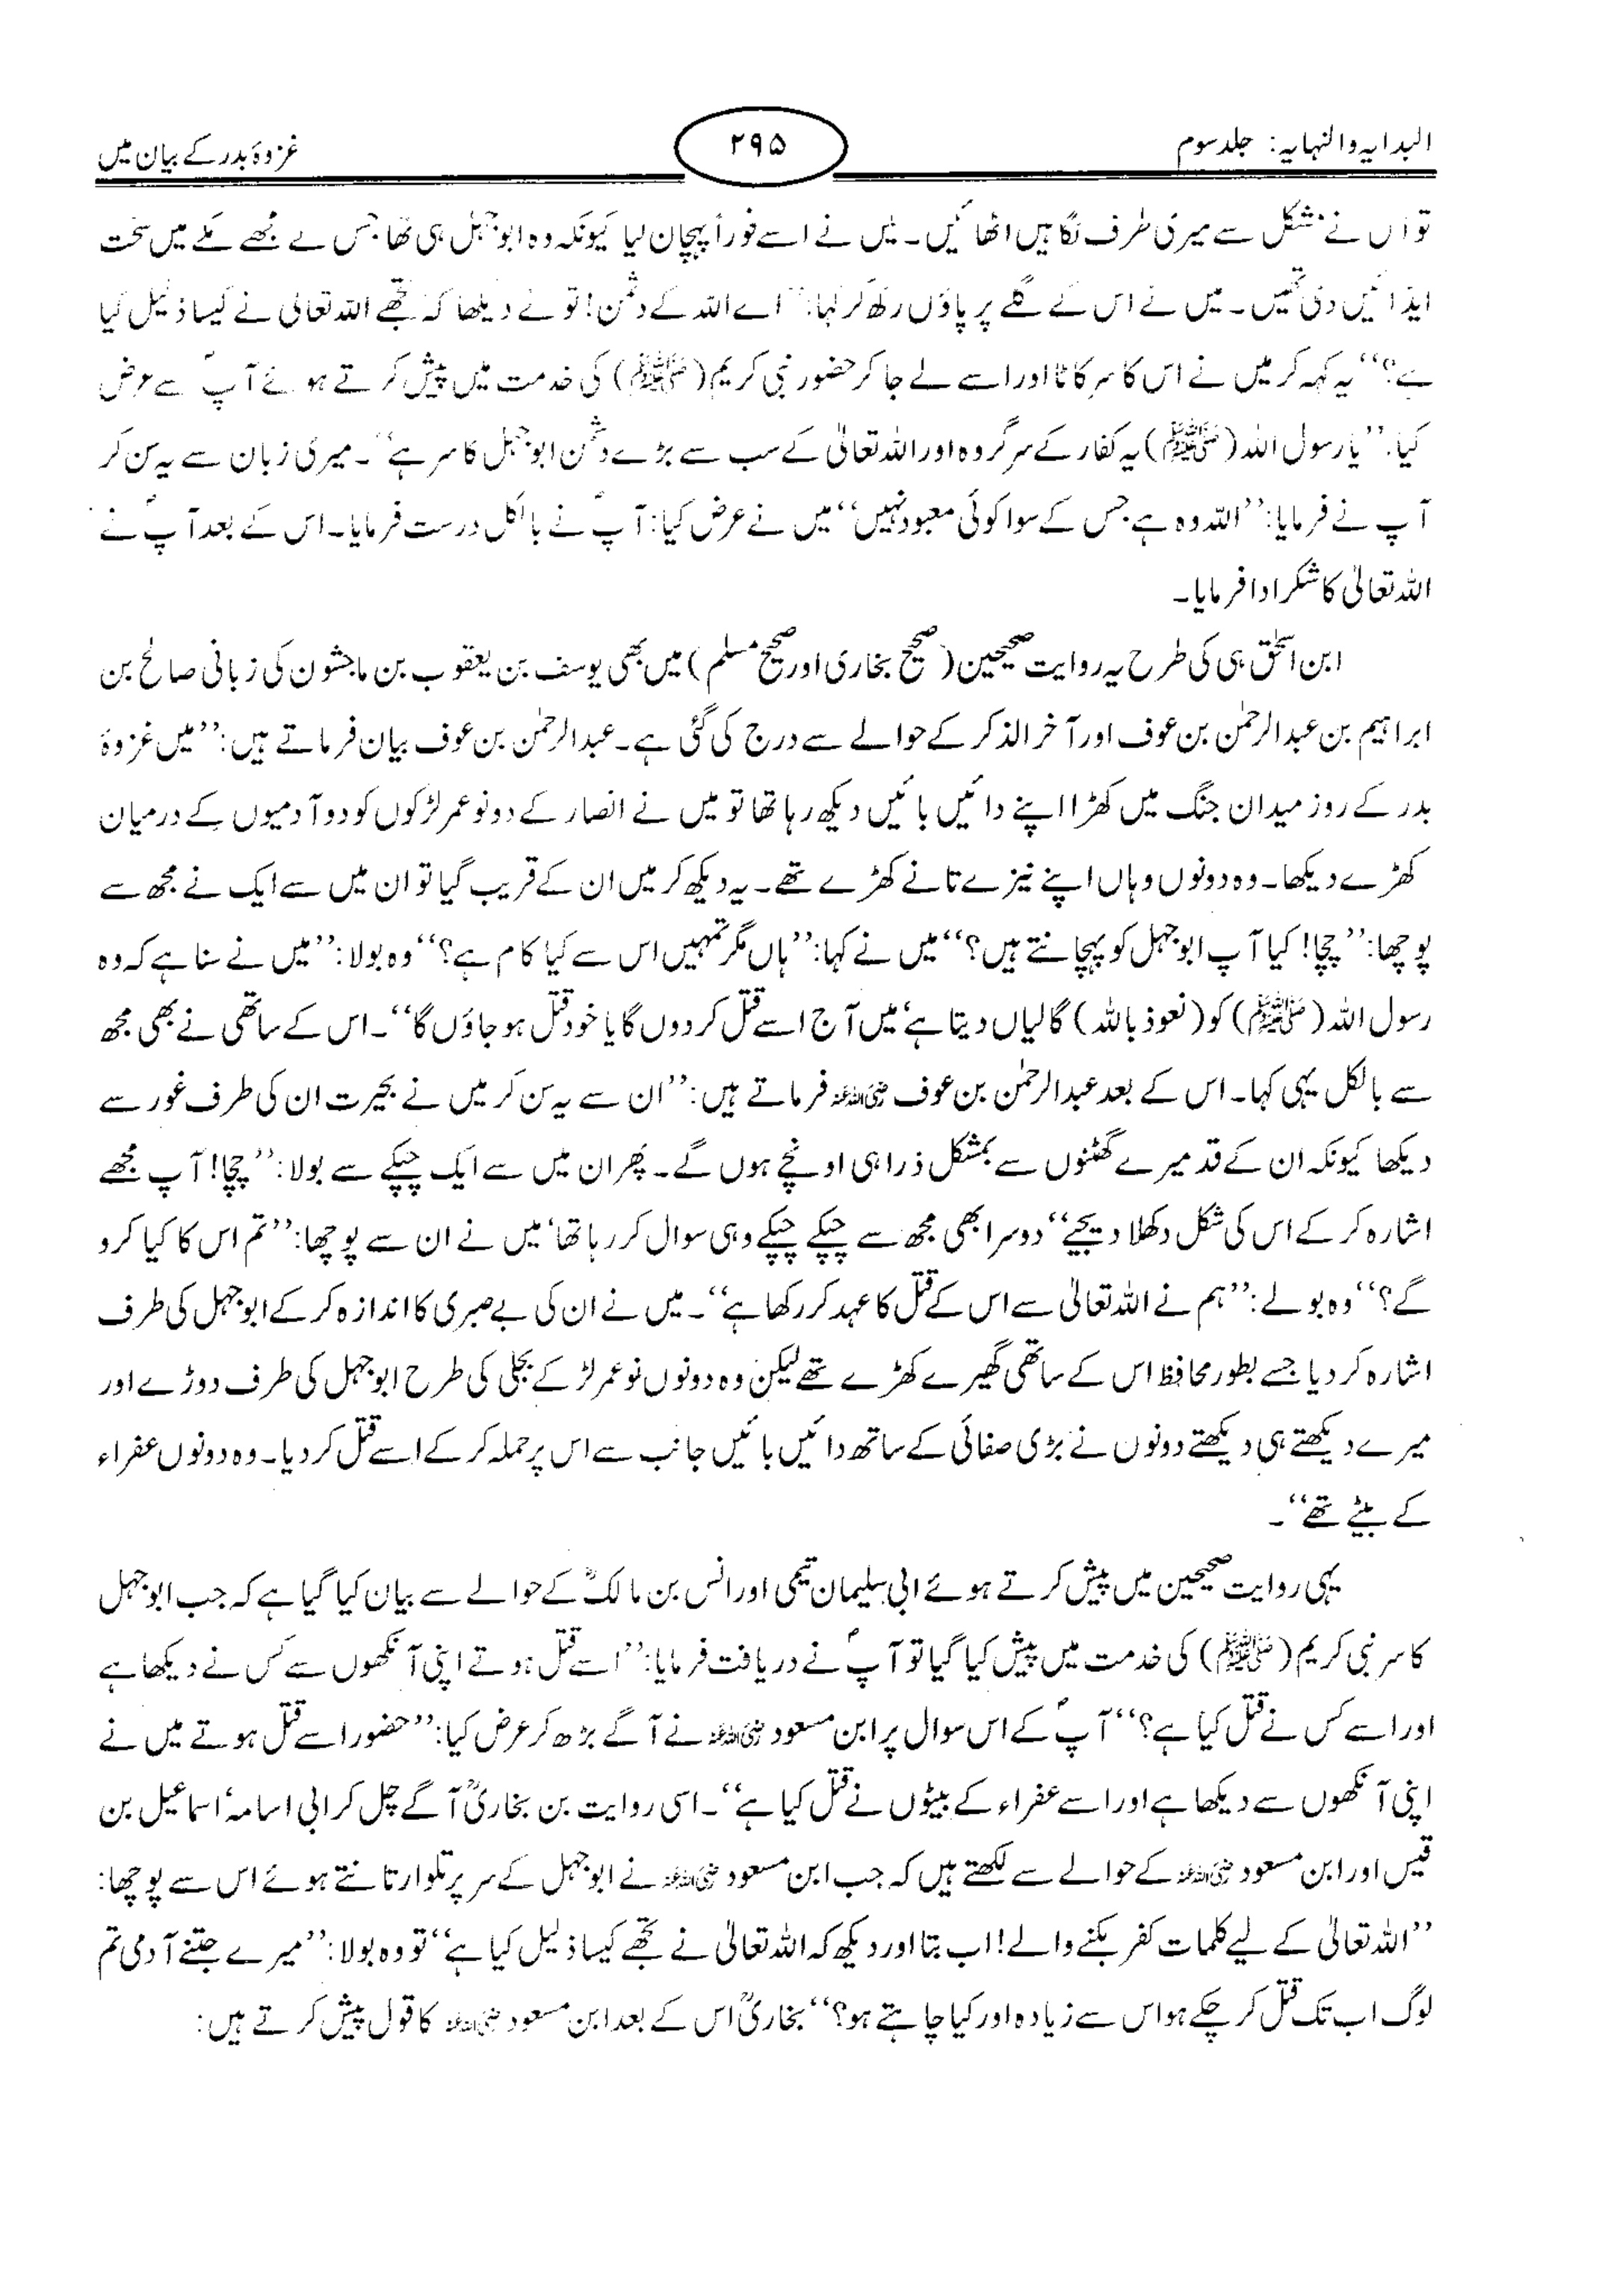 البدایہ والنہایہ: جلد سوم
۲۹۵
غزوۂ بدر کے بیان میں
تو اس نے مشکل سے میری طرف نگاہیں اٹھائیں۔ میں نے اسے فوراً پہچان لیا کیونکہ وہ ابوجہل ہی تھا جس نے مجھے مکے میں سخت
ایذائیں دی تھیں۔ میں نے اس کے گلے پر پاؤں رکھ کر کہا: ’’اے اللہ کے دشمن! تو نے دیکھا کہ تجھے اللہ تعالیٰ نے کیسا ذلیل کیا
ہے؟‘‘ یہ کہہ کر میں نے اس کا سر کاٹا اور اسے لے جا کر حضور نبی کریم (ﷺ) کی خدمت میں پیش کرتے ہوئے آپؐ سے عرض
کیا: ’’یا رسول اللہ (ﷺ) یہ کفار کے سرگروہ اور اللہ تعالیٰ کے سب سے بڑے دشمن ابوجہل کا سر ہے‘‘۔ میری زبان سے یہ سن کر
آپؐ نے فرمایا: ’’اللہ وہ ہے جس کے سوا کوئی معبود نہیں‘‘ میں نے عرض کیا: آپؐ نے بالکل درست فرمایا۔ اس کے بعد آپؐ نے
اللہ تعالیٰ کا شکر ادا فرمایا۔
ابن اسحٰق ہی کی طرح یہ روایت صحیحین (صحیح بخاری اور صحیح مسلم) میں بھی یوسف بن یعقوب بن ماجشون کی زبانی صالح بن
ابراہیم بن عبدالرحمٰن بن عوف اور آخر الذکر کے حوالے سے درج کی گئی ہے۔ عبدالرحمٰن بن عوف بیان فرماتے ہیں: ’’میں غزوۂ
بدر کے روز میدان جنگ میں کھڑا اپنے دائیں بائیں دیکھ رہا تھا تو میں نے انصار کے دو نوعمر لڑکوں کو دو آدمیوں کے درمیان
کھڑے دیکھا۔ وہ دونوں وہاں اپنے نیزے تانے کھڑے تھے۔ یہ دیکھ کر میں ان کے قریب گیا تو ان میں سے ایک نے مجھ سے
پوچھا: ’’چچا! کیا آپ ابوجہل کو پہچانتے ہیں؟‘‘ میں نے کہا: ’’ہاں مگر تمہیں اس سے کیا کام ہے؟‘‘ وہ بولا: ’’میں نے سنا ہے کہ وہ
رسول اللہ (ﷺ) کو (نعوذ باللہ) گالیاں دیتا ہے‘ میں آج اسے قتل کردوں گا یا خود قتل ہو جاؤں گا‘‘۔ اس کے ساتھی نے بھی مجھ
سے بالکل یہی کہا۔ اس کے بعد عبدالرحمٰن بن عوف رضی اللہ عنہ فرماتے ہیں: ’’ان سے یہ سن کر میں نے بحیرت ان کی طرف غور سے
دیکھا کیونکہ ان کے قد میرے گھٹنوں سے بمشکل ذرا ہی اونچے ہوں گے۔ پھر ان میں سے ایک چپکے سے بولا: ’’چچا! آپ مجھے
اشارہ کر کے اس کی شکل دکھلا دیجیے‘‘ دوسرا بھی مجھ سے چپکے چپکے وہی سوال کر رہا تھا‘ میں نے ان سے پوچھا: ’’تم اس کا کیا کرو
گے؟‘‘ وہ بولے: ’’ہم نے اللہ تعالیٰ سے اس کے قتل کا عہد کر رکھا ہے‘‘۔ میں نے ان کی بے صبری کا اندازہ کر کے ابوجہل کی طرف
اشارہ کر دیا جسے بطور محافظ اس کے ساتھی گھیرے کھڑے تھے لیکن وہ دونوں نوعمر لڑکے بجلی کی طرح ابوجہل کی طرف دوڑے اور
میرے دیکھتے ہی دیکھتے دونوں نے بڑی صفائی کے ساتھ دائیں بائیں جانب سے اس پر حملہ کر کے اسے قتل کر دیا۔ وہ دونوں عفراء
کے بیٹے تھے‘‘۔
یہی روایت صحیحین میں پیش کرتے ہوئے ابی سلیمان تیمی اور انس بن مالکؓ کے حوالے سے بیان کیا گیا ہے کہ جب ابوجہل
کا سر نبی کریم (ﷺ) کی خدمت میں پیش کیا گیا تو آپؐ نے دریافت فرمایا: ’’اسے قتل ہوتے اپنی آنکھوں سے کس نے دیکھا ہے
اور اسے کس نے قتل کیا ہے؟‘‘ آپؐ کے اس سوال پر ابن مسعود رضی اللہ عنہ نے آگے بڑھ کر عرض کیا: ’’حضور اسے قتل ہوتے میں نے
اپنی آنکھوں سے دیکھا ہے اور اسے عفراء کے بیٹوں نے قتل کیا ہے‘‘۔ اسی روایت بن بخاریؒ آگے چل کر ابی اسامہ‘ اسماعیل بن
قیس اور ابن مسعود رضی اللہ عنہ کے حوالے سے لکھتے ہیں کہ جب ابن مسعود رضی اللہ عنہ نے ابوجہل کے سر پر تلوار تانتے ہوئے اس سے پوچھا:
’’اللہ تعالیٰ کے لیے کلمات کفر بکنے والے! اب بتا اور دیکھ کہ اللہ تعالیٰ نے تجھے کیسا ذلیل کیا ہے‘‘ تو وہ بولا: ’’میرے جتنے آدمی تم
لوگ اب تک قتل کر چکے ہو اس سے زیادہ اور کیا چاہتے ہو؟‘‘ بخاریؒ اس کے بعد ابن مسعود رضی اللہ عنہ کا قول پیش کرتے ہیں: